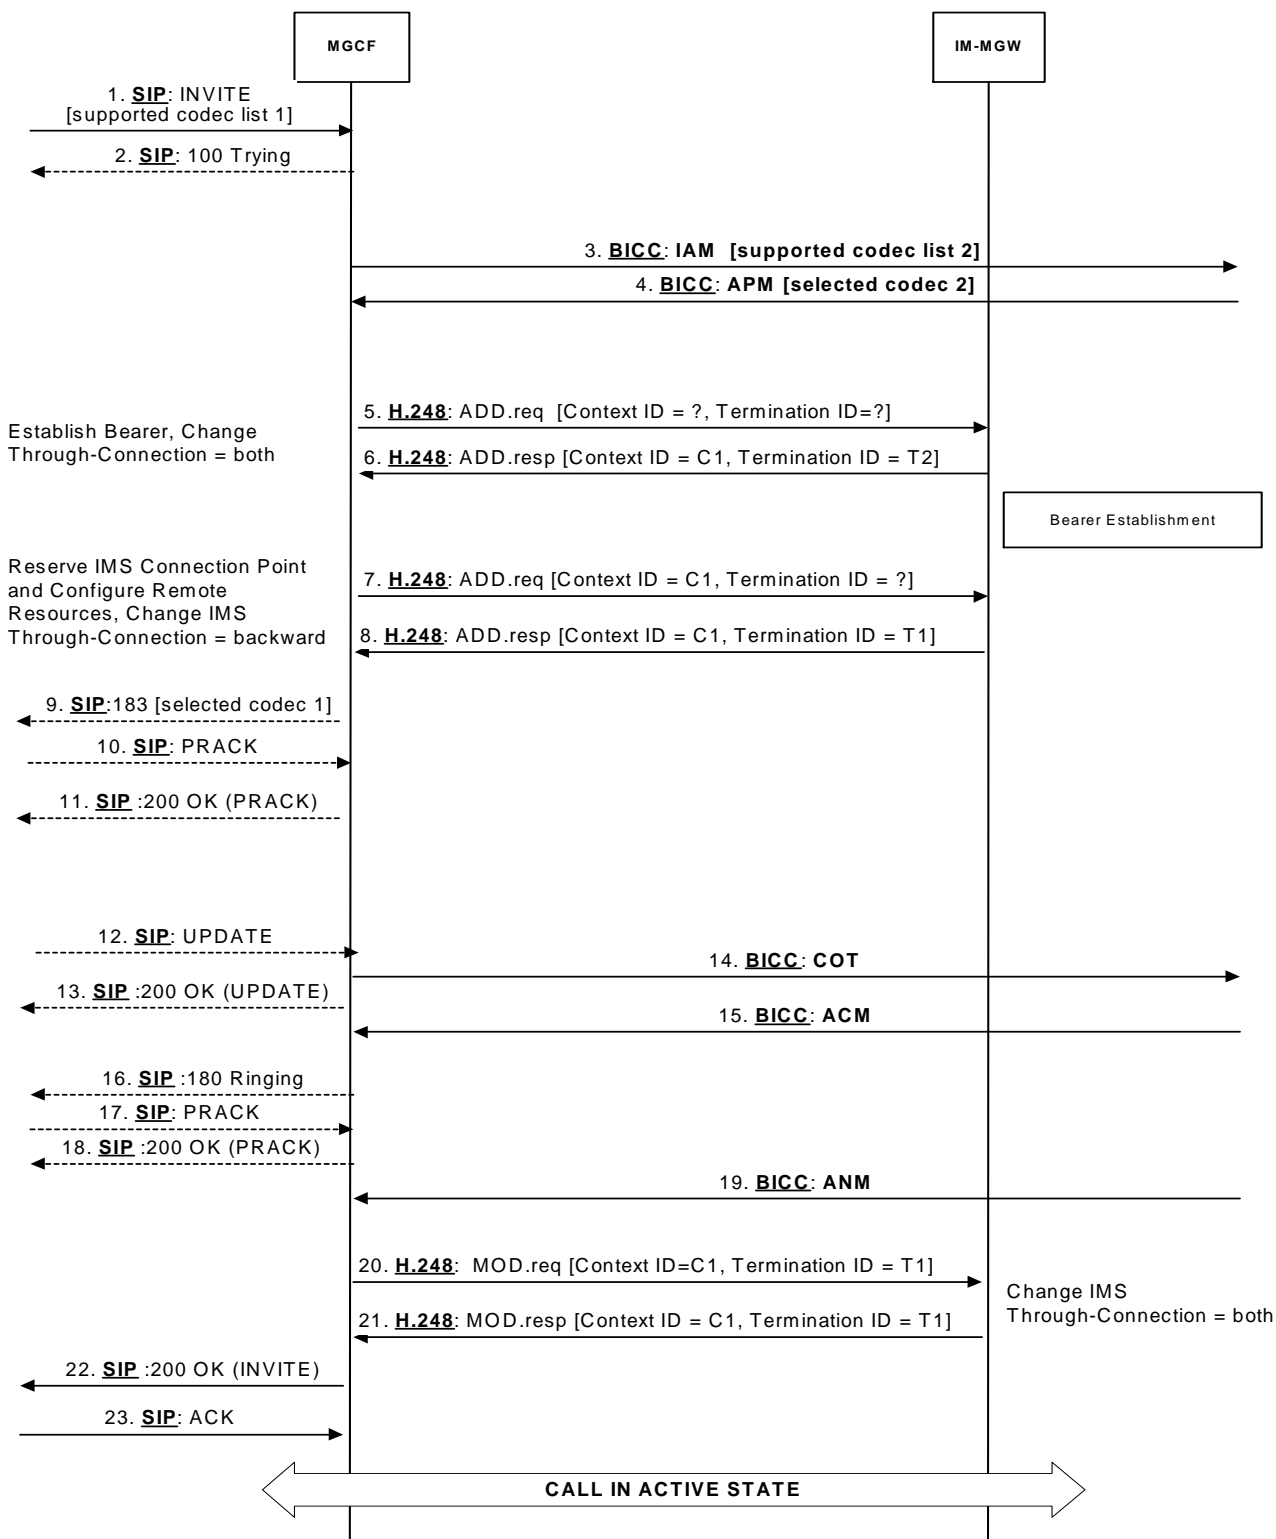 MGCF
IM-MGW
1. SIP: INVITE
[supported codec list 1]
2. SIP: 100 Trying
3. BICC: IAM [supported codec list 2]
4. BICC: APM [selected codec 2]
5. H.248: ADD.req [Context ID = ?, Termination ID=?]
Establish Bearer, Change
Through-Connection = both
6. H.248: ADD.resp [Context ID = C1, Termination ID = T2]
Bearer Establishment
Reserve IMS Connection Point
and Configure Remote
Resources, Change IMS
Through-Connection = backward
7. H.248: ADD.req [Context ID = C1, Termination ID = ?]
8. H.248: ADD.resp [Context ID = C1, Termination ID = T1]
9. SIP:183 [selected codec 1]
10. SIP: PRACK
11. SIP :200 OK (PRACK)
12. SIP: UPDATE
14. BICC: COT
13. SIP :200 OK (UPDATE)
15. BICC: ACM
16. SIP :180 Ringing
17. SIP: PRACK
18. SIP :200 OK (PRACK)
19. BICC: ANM
20. H.248: MOD.req [Context ID=C1, Termination ID = T1]
Change IMS
Through-Connection = both
21. H.248: MOD.resp [Context ID = C1, Termination ID = T1]
22. SIP :200 OK (INVITE)
23. SIP: ACK
CALL IN ACTIVE STATE